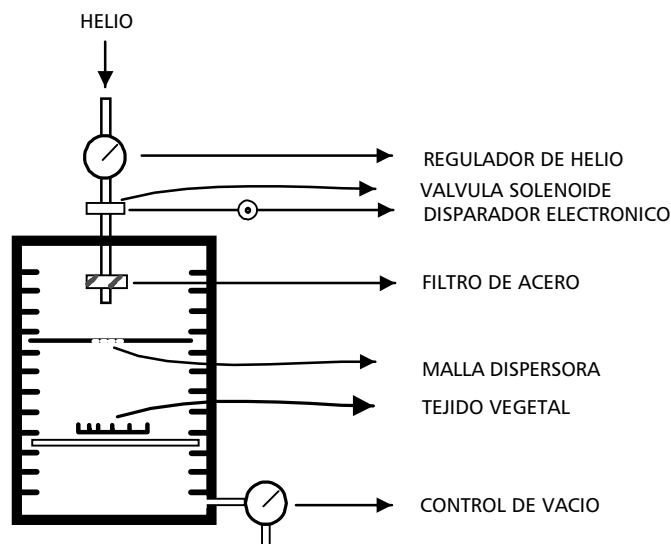 HELIO
REGULADOR DE HELIO
VALVULA SOLENOIDE
DISPARADOR ELECTRONICO
FILTRO DE ACERO
MALLA DISPERSORA
TEJIDO VEGETAL
CONTROL DE VACIO